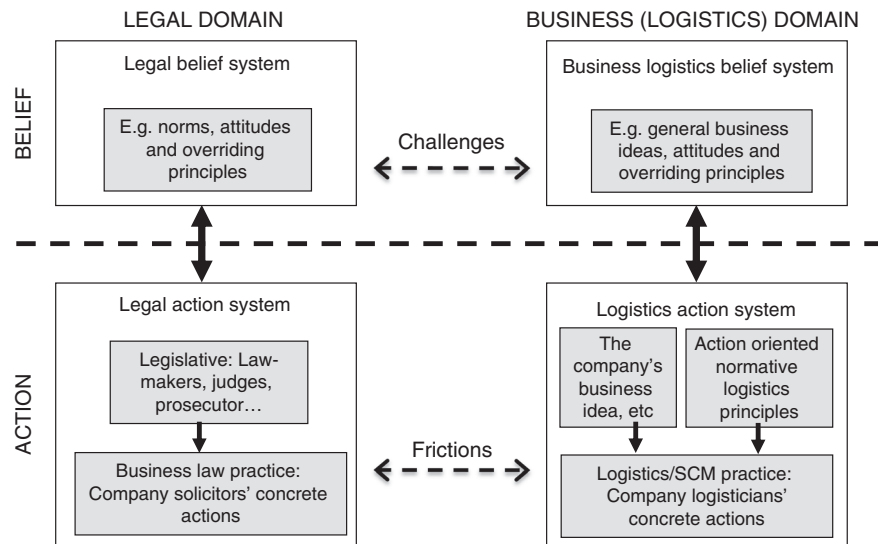 LEGAL DOMAIN
BUSINESS (LOGISTICS) DOMAIN
BELIEF
Legal belief system
E.g. norms, attitudes
and overriding
principles
Challenges
Business logistics belief system
E.g. general business
ideas, attitudes and
overriding principles
ACTION
Legal action system
Legislative: Law-
makers, judges,
prosecutor…
Business law practice:
Company solicitors’ concrete
actions
Frictions
Logistics action system
The
company’s
business
idea, etc
Action oriented
normative
logistics
principles
Logistics/SCM practice:
Company logisticians’
concrete actions